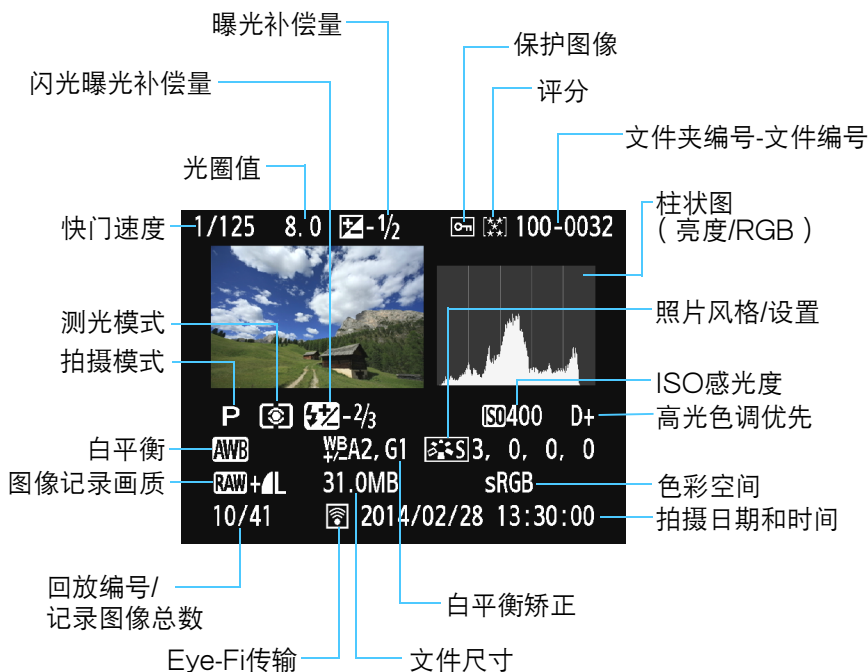 曝光补偿量
保护图像
闪光曝光补偿量
评分
文件夹编号-文件编号
光圈值
柱状图
(亮度/RGB)
快门速度
1/125 8.0 -1/2 100-0032
测光模式
照片风格/设置
拍摄模式
ISO感光度
P -2/3 ISO400 D+
高光色调优先
白平衡
AWB WB+/-A2,G1 S3, 0, 0, 0
图像记录画质
RAW+L 31.0MB sRGB
色彩空间
10/41 2014/02/28 13:30:00
拍摄日期和时间
回放编号/
记录图像总数
白平衡矫正
Eye-Fi传输
文件尺寸